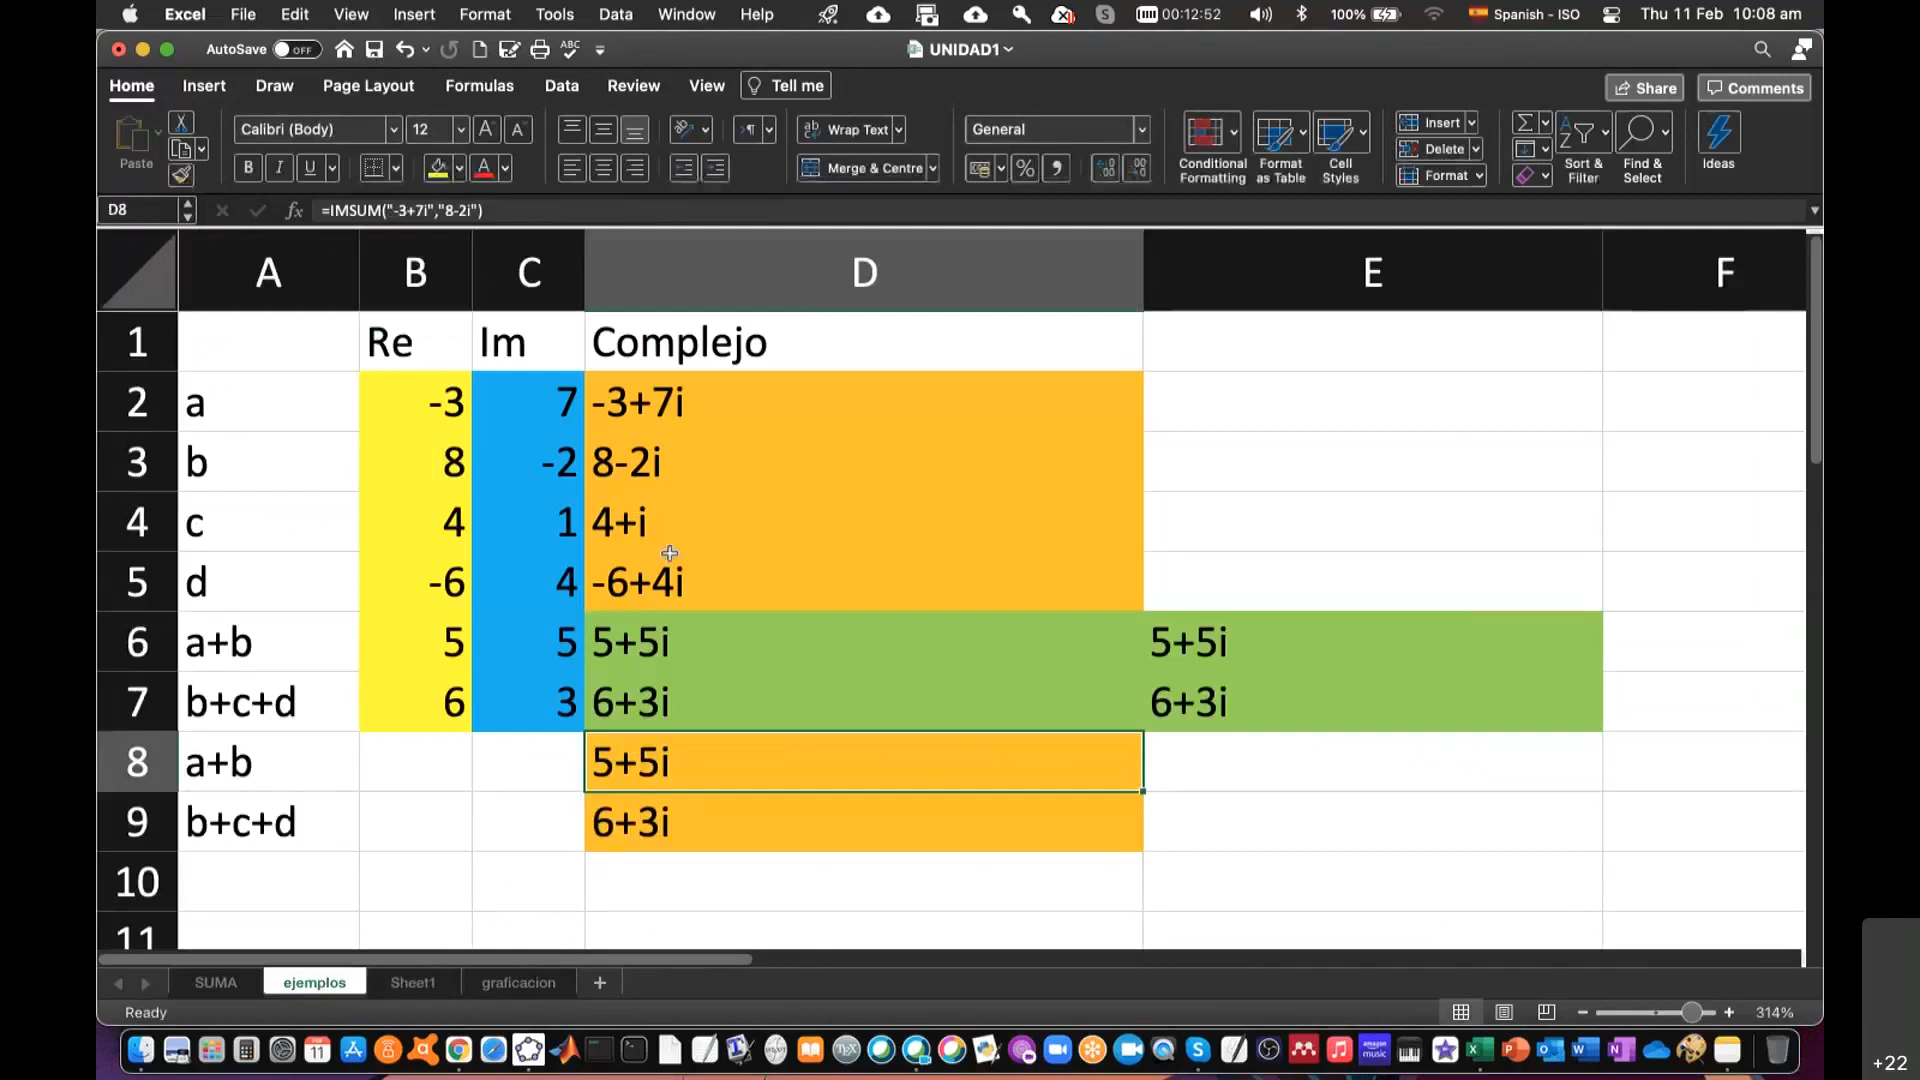 Excel File Edit View Insert Format Tools Data Window Help 00:12:52 100% Spanish - ISO Thu 11 Feb 10:08 am
AutoSave OFF ABC UNIDAD1
Home Insert Draw Page Layout Formulas Data Review View Tell me Share Comments
Paste Calibri (Body) 12 A A Wrap Text General Insert
B I U A Merge & Centre % Delete
Conditional Formatting Format as Table Cell Styles Format Sort & Filter Find & Select Ideas
D8 fx =IMSUM("-3+7i","8-2i")
A B C D E F
1 Re Im Complejo
2 a -3 7 -3+7i
3 b 8 -2 8-2i
4 c 4 1 4+i
5 d -6 4 -6+4i
6 a+b 5 5 5+5i 5+5i
7 b+c+d 6 3 6+3i 6+3i
8 a+b 5+5i
9 b+c+d 6+3i
10
11
SUMA ejemplos Sheet1 graficacion +
Ready 314%
+22